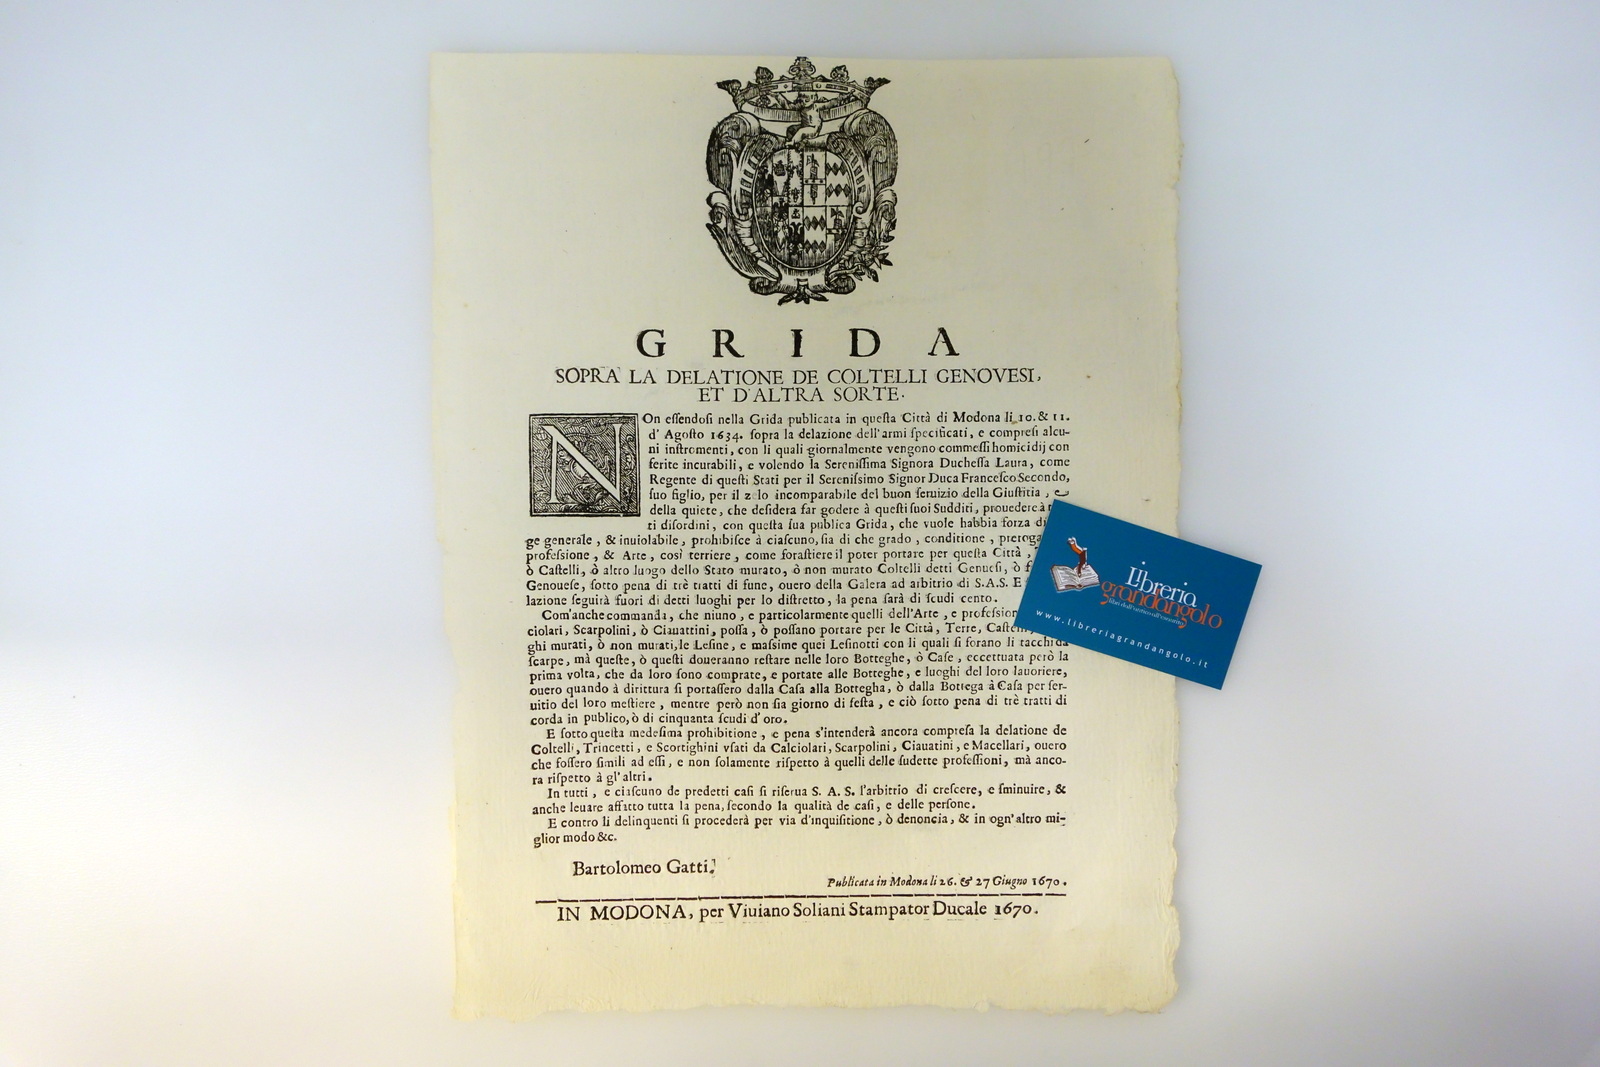 GRIDA
SOPRA LA DELATIONE DE COLTELLI GENOVESI,
ET D'ALTRA SORTE.
NOn essendosi nella Grida publicata in questa Città di Modona li 10. & 11.
d' Agosto 1634. sopra la delazione dell'armi specificati, e compresi alcu-
ni instromenti, con li quali giornalmente vengono commessi homicidij con
ferite incurabili, e volendo la Serenissima Signora Duchessa Laura, come
Regente di questi Stati per il Serenissimo Signor Duca Francesco Secondo,
suo figlio, per il zelo incomparabile del buon seruizio della Giustitia, &
della quiete, che desidera far godere à questi suoi Sudditi, prouedere à
ti disordini, con questa sua publica Grida, che vuole habbia forza di
ge generale, & inuiolabile, prohibisce à ciascuno, sia di che grado, conditione,
professione, & Arte, così terriere, come forastiere il poter portare per questa Città,
ò Castelli, ò altro luogo dello Stato murato, ò non murato Coltelli detti Genuesi, ò
Genouese, sotto pena di trè tratti di fune, ouero della Galera ad arbitrio di S.A.S. E
lazione seguirà fuori di detti luoghi per lo distretto, la pena sarà di scudi cento.
Com'anche commanda, che niuno, e particolarmente quelli dell'Arte, e
ciolari, Scarpolini, ò Ciauattini, possa, ò possano portare per le Città, Terre,
ghi murati, ò non murati, le Lesine, e massime quei Lesinotti con li quali si forano li tacchi da
scarpe, mà queste, ò questi doueranno restare nelle loro Botteghe, ò Case, eccettuata però la
prima volta, che da loro sono comprate, e portate alle Botteghe, e luoghi del loro lauoriere,
ouero quando à dirittura si portassero dalla Casa alla Bottegha, ò dalla Bottega à Casa per ser-
uitio del loro mestiere, mentre però non sia giorno di festa, e ciò sotto pena di trè tratti di
corda in publico, ò di cinquanta scudi d' oro.
E sotto questa medesima prohibitione, e pena s'intenderà ancora compresa la delatione de
Coltelli, Trincetti, e Scortighini vsati da Calciolari, Scarpolini, Ciauatini, e Macellari, ouero
che fossero simili ad essi, e non solamente rispetto à quelli delle sudette professioni, mà anco-
ra rispetto à gl'altri.
In tutti, e ciascuno de predetti casi si riserua S. A. S. l'arbitrio di crescere, e sminuire, &
anche leuare affatto tutta la pena, secondo la qualità de casi, e delle persone.
E contro li delinquenti si procederà per via d'inquisitione, ò denoncia, & in ogn'altro mi-
glior modo &c.
Bartolomeo Gatti.
Publicata in Modona li 26. & 27 Giugno 1670.
IN MODONA, per Viuiano Soliani Stampator Ducale 1670.
Libreria
grandangolo
libri dall'antico all'usato
www.libreriagrandangolo.it